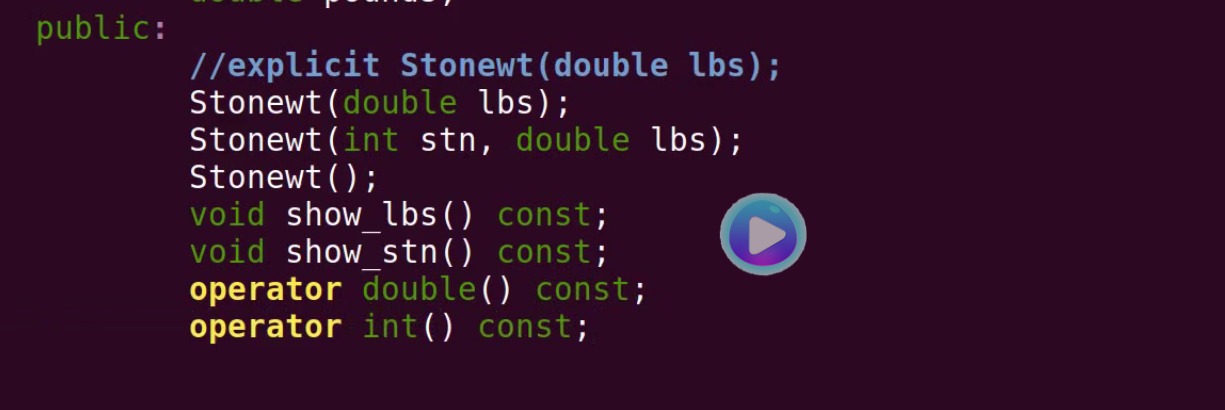 public:
//explicit Stonewt(double lbs);
Stonewt(double lbs);
Stonewt(int stn, double lbs);
Stonewt();
void show_lbs() const;
void show_stn() const;
operator double() const;
operator int() const;